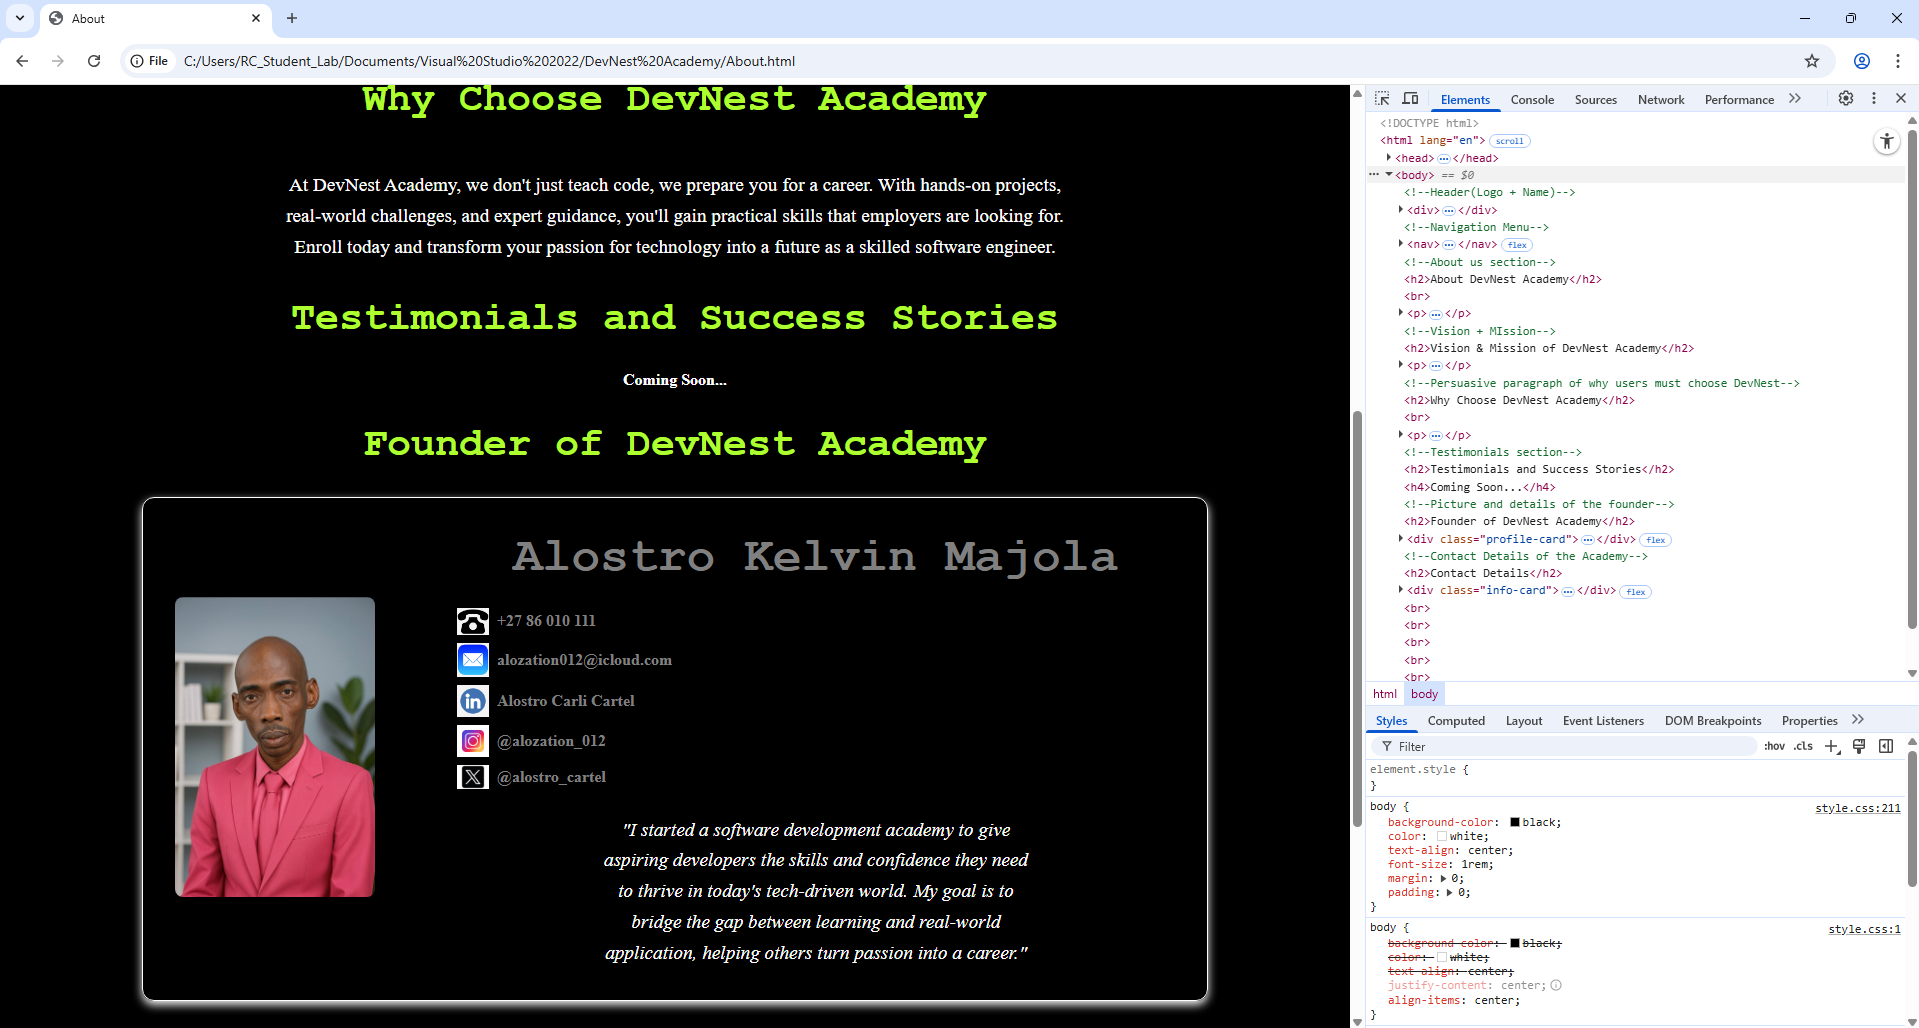 About
File
C:/Users/RC_Student_Lab/Documents/Visual%20Studio%202022/DevNest%20Academy/About.html
Why Choose DevNest Academy
At DevNest Academy, we don't just teach code, we prepare you for a career. With hands-on projects,
real-world challenges, and expert guidance, you'll gain practical skills that employers are looking for.
Enroll today and transform your passion for technology into a future as a skilled software engineer.
Testimonials and Success Stories
Coming Soon...
Founder of DevNest Academy
Alostro Kelvin Majola
+27 86 010 111
alozation012@icloud.com
in
Alostro Carli Cartel
@alozation_012
X
@alostro_cartel
"I started a software development academy to give
aspiring developers the skills and confidence they need
to thrive in today's tech-driven world. My goal is to
bridge the gap between learning and real-world
application, helping others turn passion into a career."
Elements Console Sources Network Performance
<!DOCTYPE html>
<html lang="en"> scroll
<head> … </head>
… <body> == $0
<!--Header(Logo + Name)-->
<div> … </div>
<!--Navigation Menu-->
<nav> … </nav> flex
<!--About us section-->
<h2>About DevNest Academy</h2>
<br>
<p> … </p>
<!--Vision + MIssion-->
<h2>Vision & Mission of DevNest Academy</h2>
<p> … </p>
<!--Persuasive paragraph of why users must choose DevNest-->
<h2>Why Choose DevNest Academy</h2>
<br>
<p> … </p>
<!--Testimonials section-->
<h2>Testimonials and Success Stories</h2>
<h4>Coming Soon...</h4>
<!--Picture and details of the founder-->
<h2>Founder of DevNest Academy</h2>
<div class="profile-card"> … </div> flex
<!--Contact Details of the Academy-->
<h2>Contact Details</h2>
<div class="info-card"> … </div> flex
<br>
<br>
<br>
<br>
<br>
html body
Styles Computed Layout Event Listeners DOM Breakpoints Properties
Filter :hov .cls
element.style {
}
body { style.css:211
background-color: black;
color: white;
text-align: center;
font-size: 1rem;
margin: 0;
padding: 0;
}
body { style.css:1
background-color: black;
color: white;
text-align: center;
justify-content: center;
align-items: center;
}